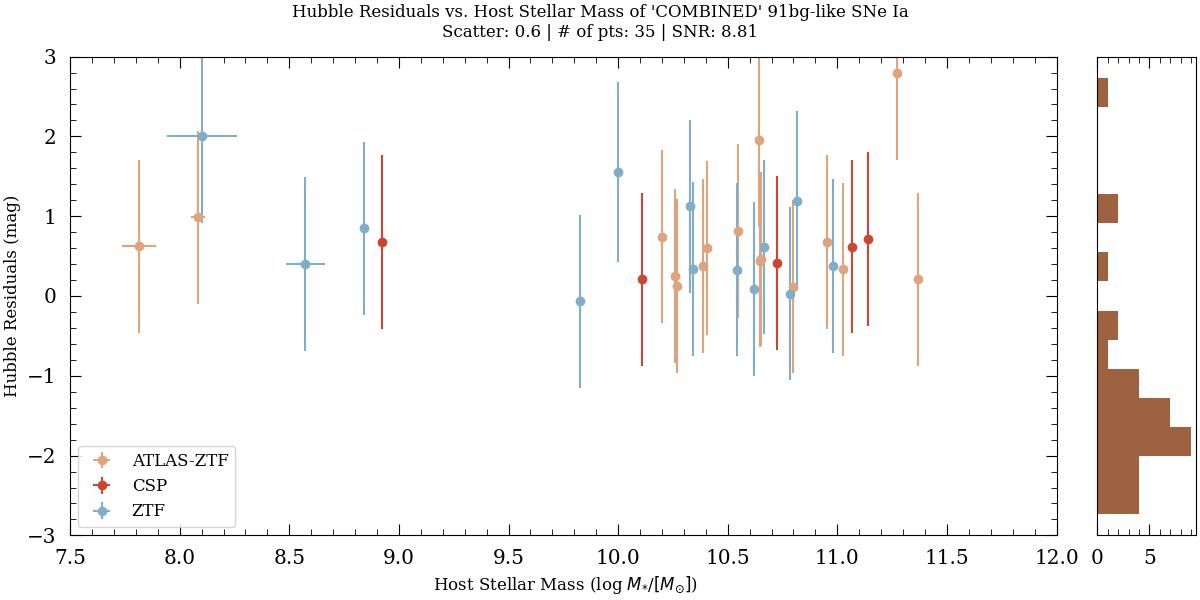 Hubble Residuals vs. Host Stellar Mass of 'COMBINED' 91bg-like SNe Ia
Scatter: 0.6 | # of pts: 35 | SNR: 8.81
Hubble Residuals (mag)
3
2
1
0
−1
−2
−3
ATLAS-ZTF
CSP
ZTF
7.5 8.0 8.5 9.0 9.5 10.0 10.5 11.0 11.5 12.0
Host Stellar Mass (log M*/[M⊙])
0 5